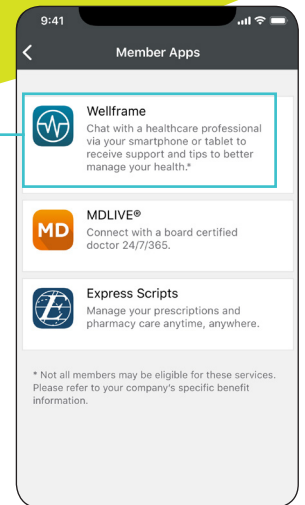 9:41
Member Apps
Wellframe
Chat with a healthcare professional
via your smartphone or tablet to
receive support and tips to better
manage your health.*
MD
MDLIVE®
Connect with a board certified
doctor 24/7/365.
Express Scripts
Manage your prescriptions and
pharmacy care anytime, anywhere.
* Not all members may be eligible for these services.
Please refer to your company's specific benefit
information.